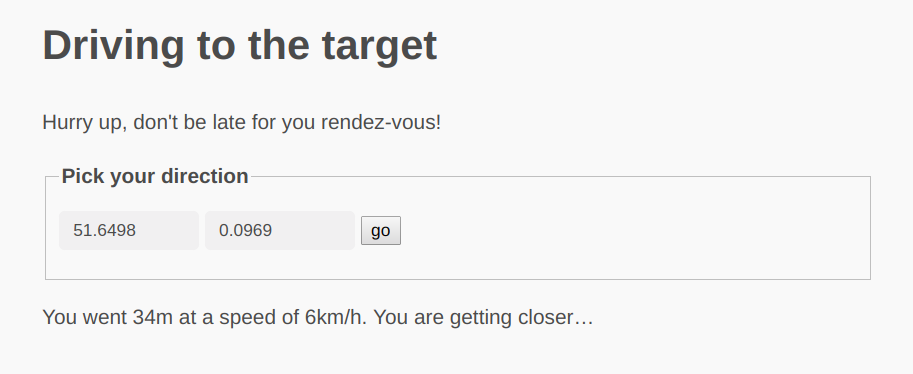 Driving to the target
Hurry up, don't be late for you rendez-vous!
Pick your direction
51.6498 0.0969 go
You went 34m at a speed of 6km/h. You are getting closer…